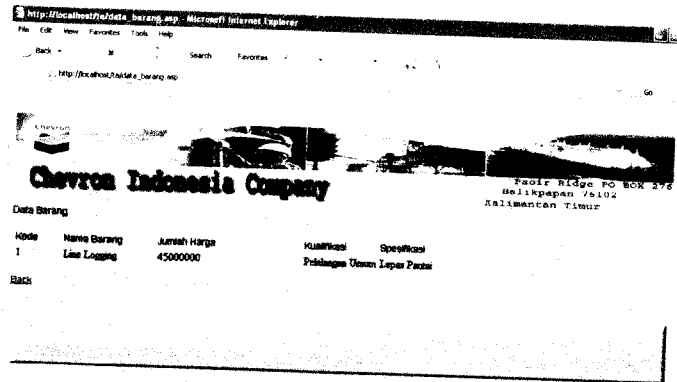 http://localhost/ta/data_barang.asp - Microsoft Internet Explorer
File Edit View Favorites Tools Help
Back Search Favorites
http://localhost/ta/data_barang.asp Go
Chevron
Chevron Indonesia Company
Pasir Ridge PO BOX 276
Balikpapan 76102
Kalimantan Timur
Data Barang
Kode Nama Barang Jumlah Harga Kualifikasi Spesifikasi
1 Line Logging 45000000 Pelelangan Umum Lepas Pantai
Back